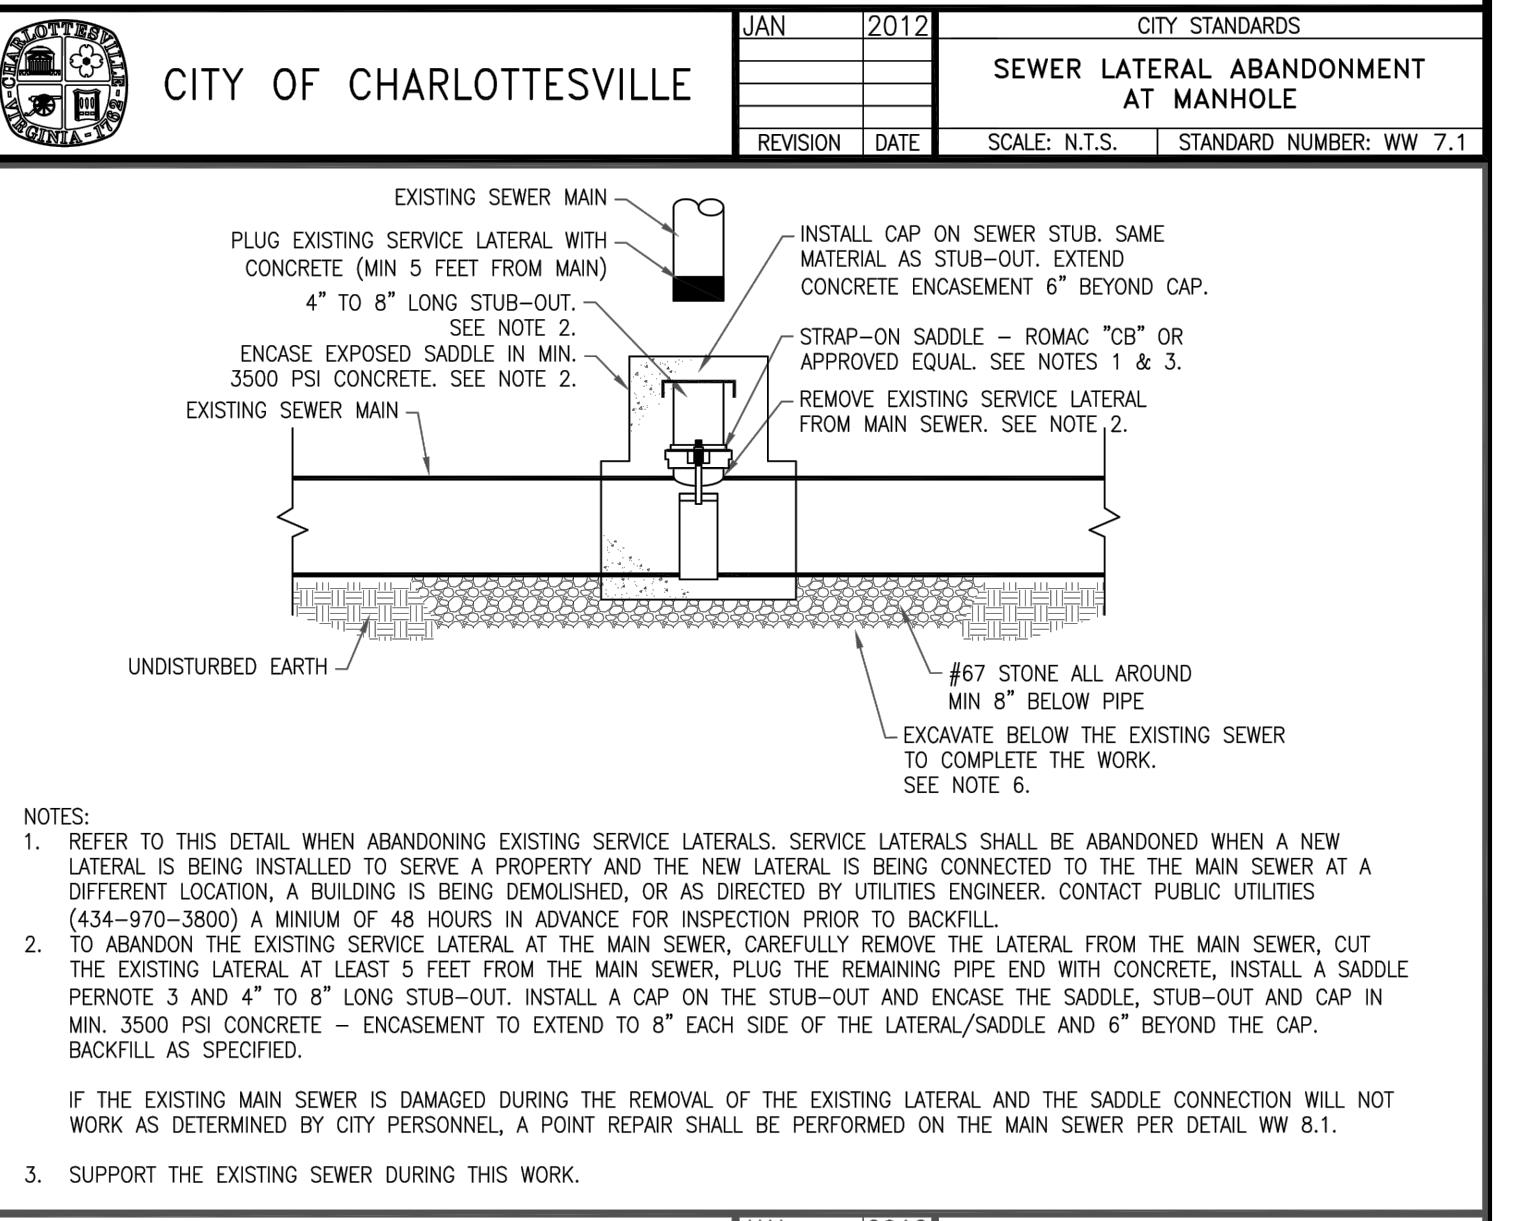 CHARLOTTESVILLE
VIRGINIA - 1762
CITY OF CHARLOTTESVILLE
JAN 2012
REVISION DATE
CITY STANDARDS
SEWER LATERAL ABANDONMENT
AT MANHOLE
SCALE: N.T.S. STANDARD NUMBER: WW 7.1
EXISTING SEWER MAIN
PLUG EXISTING SERVICE LATERAL WITH
CONCRETE (MIN 5 FEET FROM MAIN)
4" TO 8" LONG STUB-OUT.
SEE NOTE 2.
ENCASE EXPOSED SADDLE IN MIN.
3500 PSI CONCRETE. SEE NOTE 2.
EXISTING SEWER MAIN
INSTALL CAP ON SEWER STUB. SAME
MATERIAL AS STUB-OUT. EXTEND
CONCRETE ENCASEMENT 6" BEYOND CAP.
STRAP-ON SADDLE - ROMAC "CB" OR
APPROVED EQUAL. SEE NOTES 1 & 3.
REMOVE EXISTING SERVICE LATERAL
FROM MAIN SEWER. SEE NOTE 2.
UNDISTURBED EARTH
#67 STONE ALL AROUND
MIN 8" BELOW PIPE
EXCAVATE BELOW THE EXISTING SEWER
TO COMPLETE THE WORK.
SEE NOTE 6.
NOTES:
1. REFER TO THIS DETAIL WHEN ABANDONING EXISTING SERVICE LATERALS. SERVICE LATERALS SHALL BE ABANDONED WHEN A NEW
LATERAL IS BEING INSTALLED TO SERVE A PROPERTY AND THE NEW LATERAL IS BEING CONNECTED TO THE THE MAIN SEWER AT A
DIFFERENT LOCATION, A BUILDING IS BEING DEMOLISHED, OR AS DIRECTED BY UTILITIES ENGINEER. CONTACT PUBLIC UTILITIES
(434-970-3800) A MINIUM OF 48 HOURS IN ADVANCE FOR INSPECTION PRIOR TO BACKFILL.
2. TO ABANDON THE EXISTING SERVICE LATERAL AT THE MAIN SEWER, CAREFULLY REMOVE THE LATERAL FROM THE MAIN SEWER, CUT
THE EXISTING LATERAL AT LEAST 5 FEET FROM THE MAIN SEWER, PLUG THE REMAINING PIPE END WITH CONCRETE, INSTALL A SADDLE
PERNOTE 3 AND 4" TO 8" LONG STUB-OUT. INSTALL A CAP ON THE STUB-OUT AND ENCASE THE SADDLE, STUB-OUT AND CAP IN
MIN. 3500 PSI CONCRETE - ENCASEMENT TO EXTEND TO 8" EACH SIDE OF THE LATERAL/SADDLE AND 6" BEYOND THE CAP.
BACKFILL AS SPECIFIED.
IF THE EXISTING MAIN SEWER IS DAMAGED DURING THE REMOVAL OF THE EXISTING LATERAL AND THE SADDLE CONNECTION WILL NOT
WORK AS DETERMINED BY CITY PERSONNEL, A POINT REPAIR SHALL BE PERFORMED ON THE MAIN SEWER PER DETAIL WW 8.1.
3. SUPPORT THE EXISTING SEWER DURING THIS WORK.